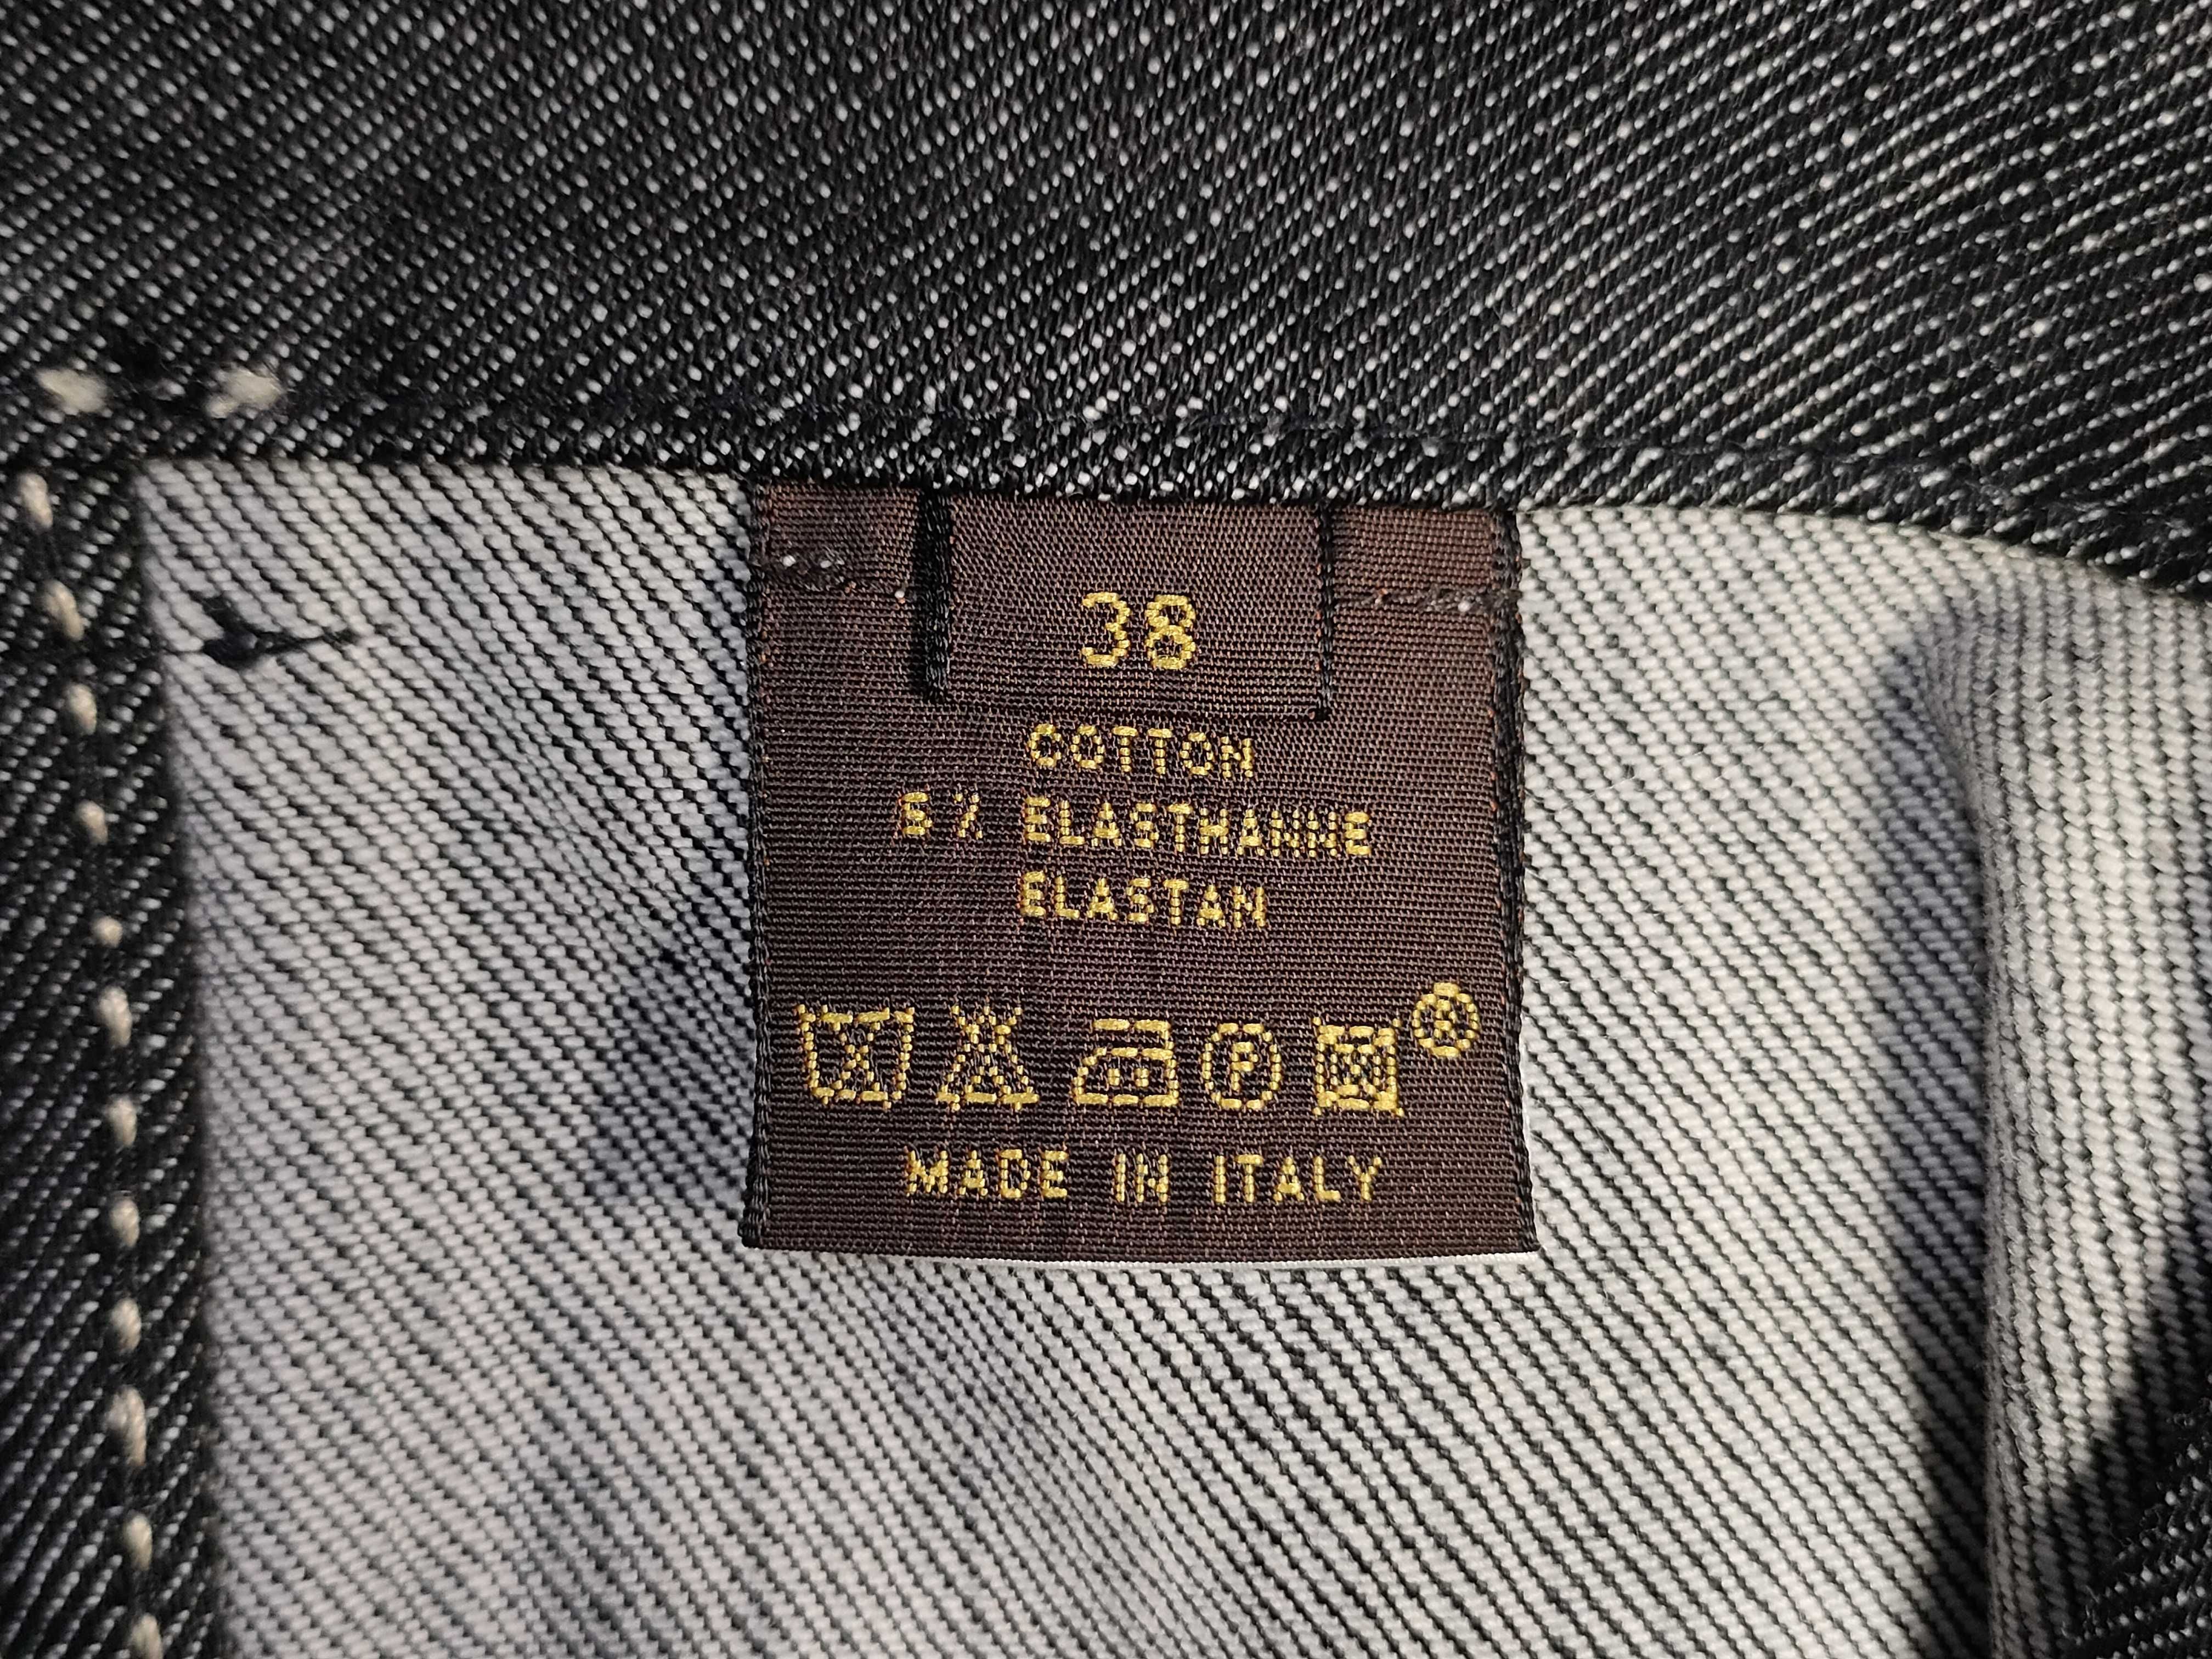 38
COTTON
5% ELASTHANNE
ELASTAN
P
®
MADE IN ITALY